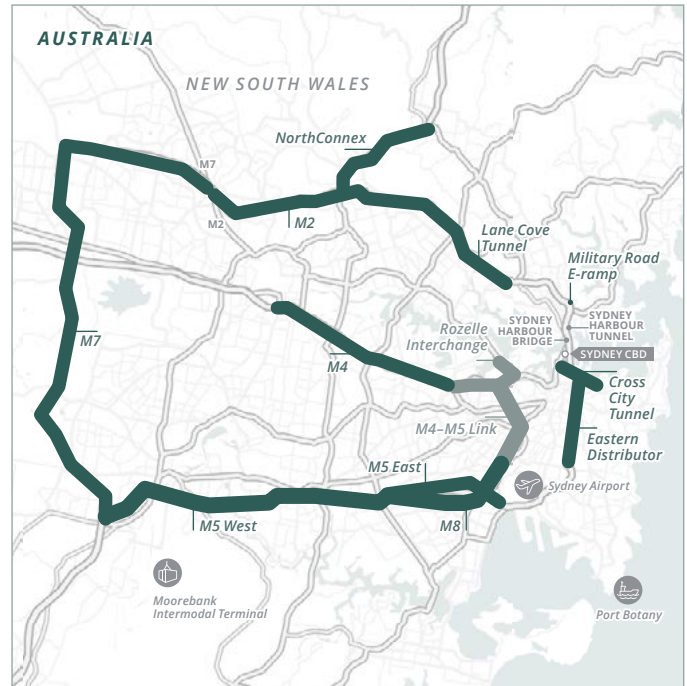 AUSTRALIA
NEW SOUTH WALES
NorthConnex
M7
M2
M2
Lane Cove
Tunnel
Military Road
E-ramp
SYDNEY
HARBOUR
BRIDGE
SYDNEY
HARBOUR
TUNNEL
SYDNEY CBD
Rozelle
Interchange
M7
M4
Cross
City
Tunnel
M4–M5 Link
Eastern
Distributor
M5 East
Sydney Airport
M5 West
M8
Moorebank
Intermodal Terminal
Port Botany